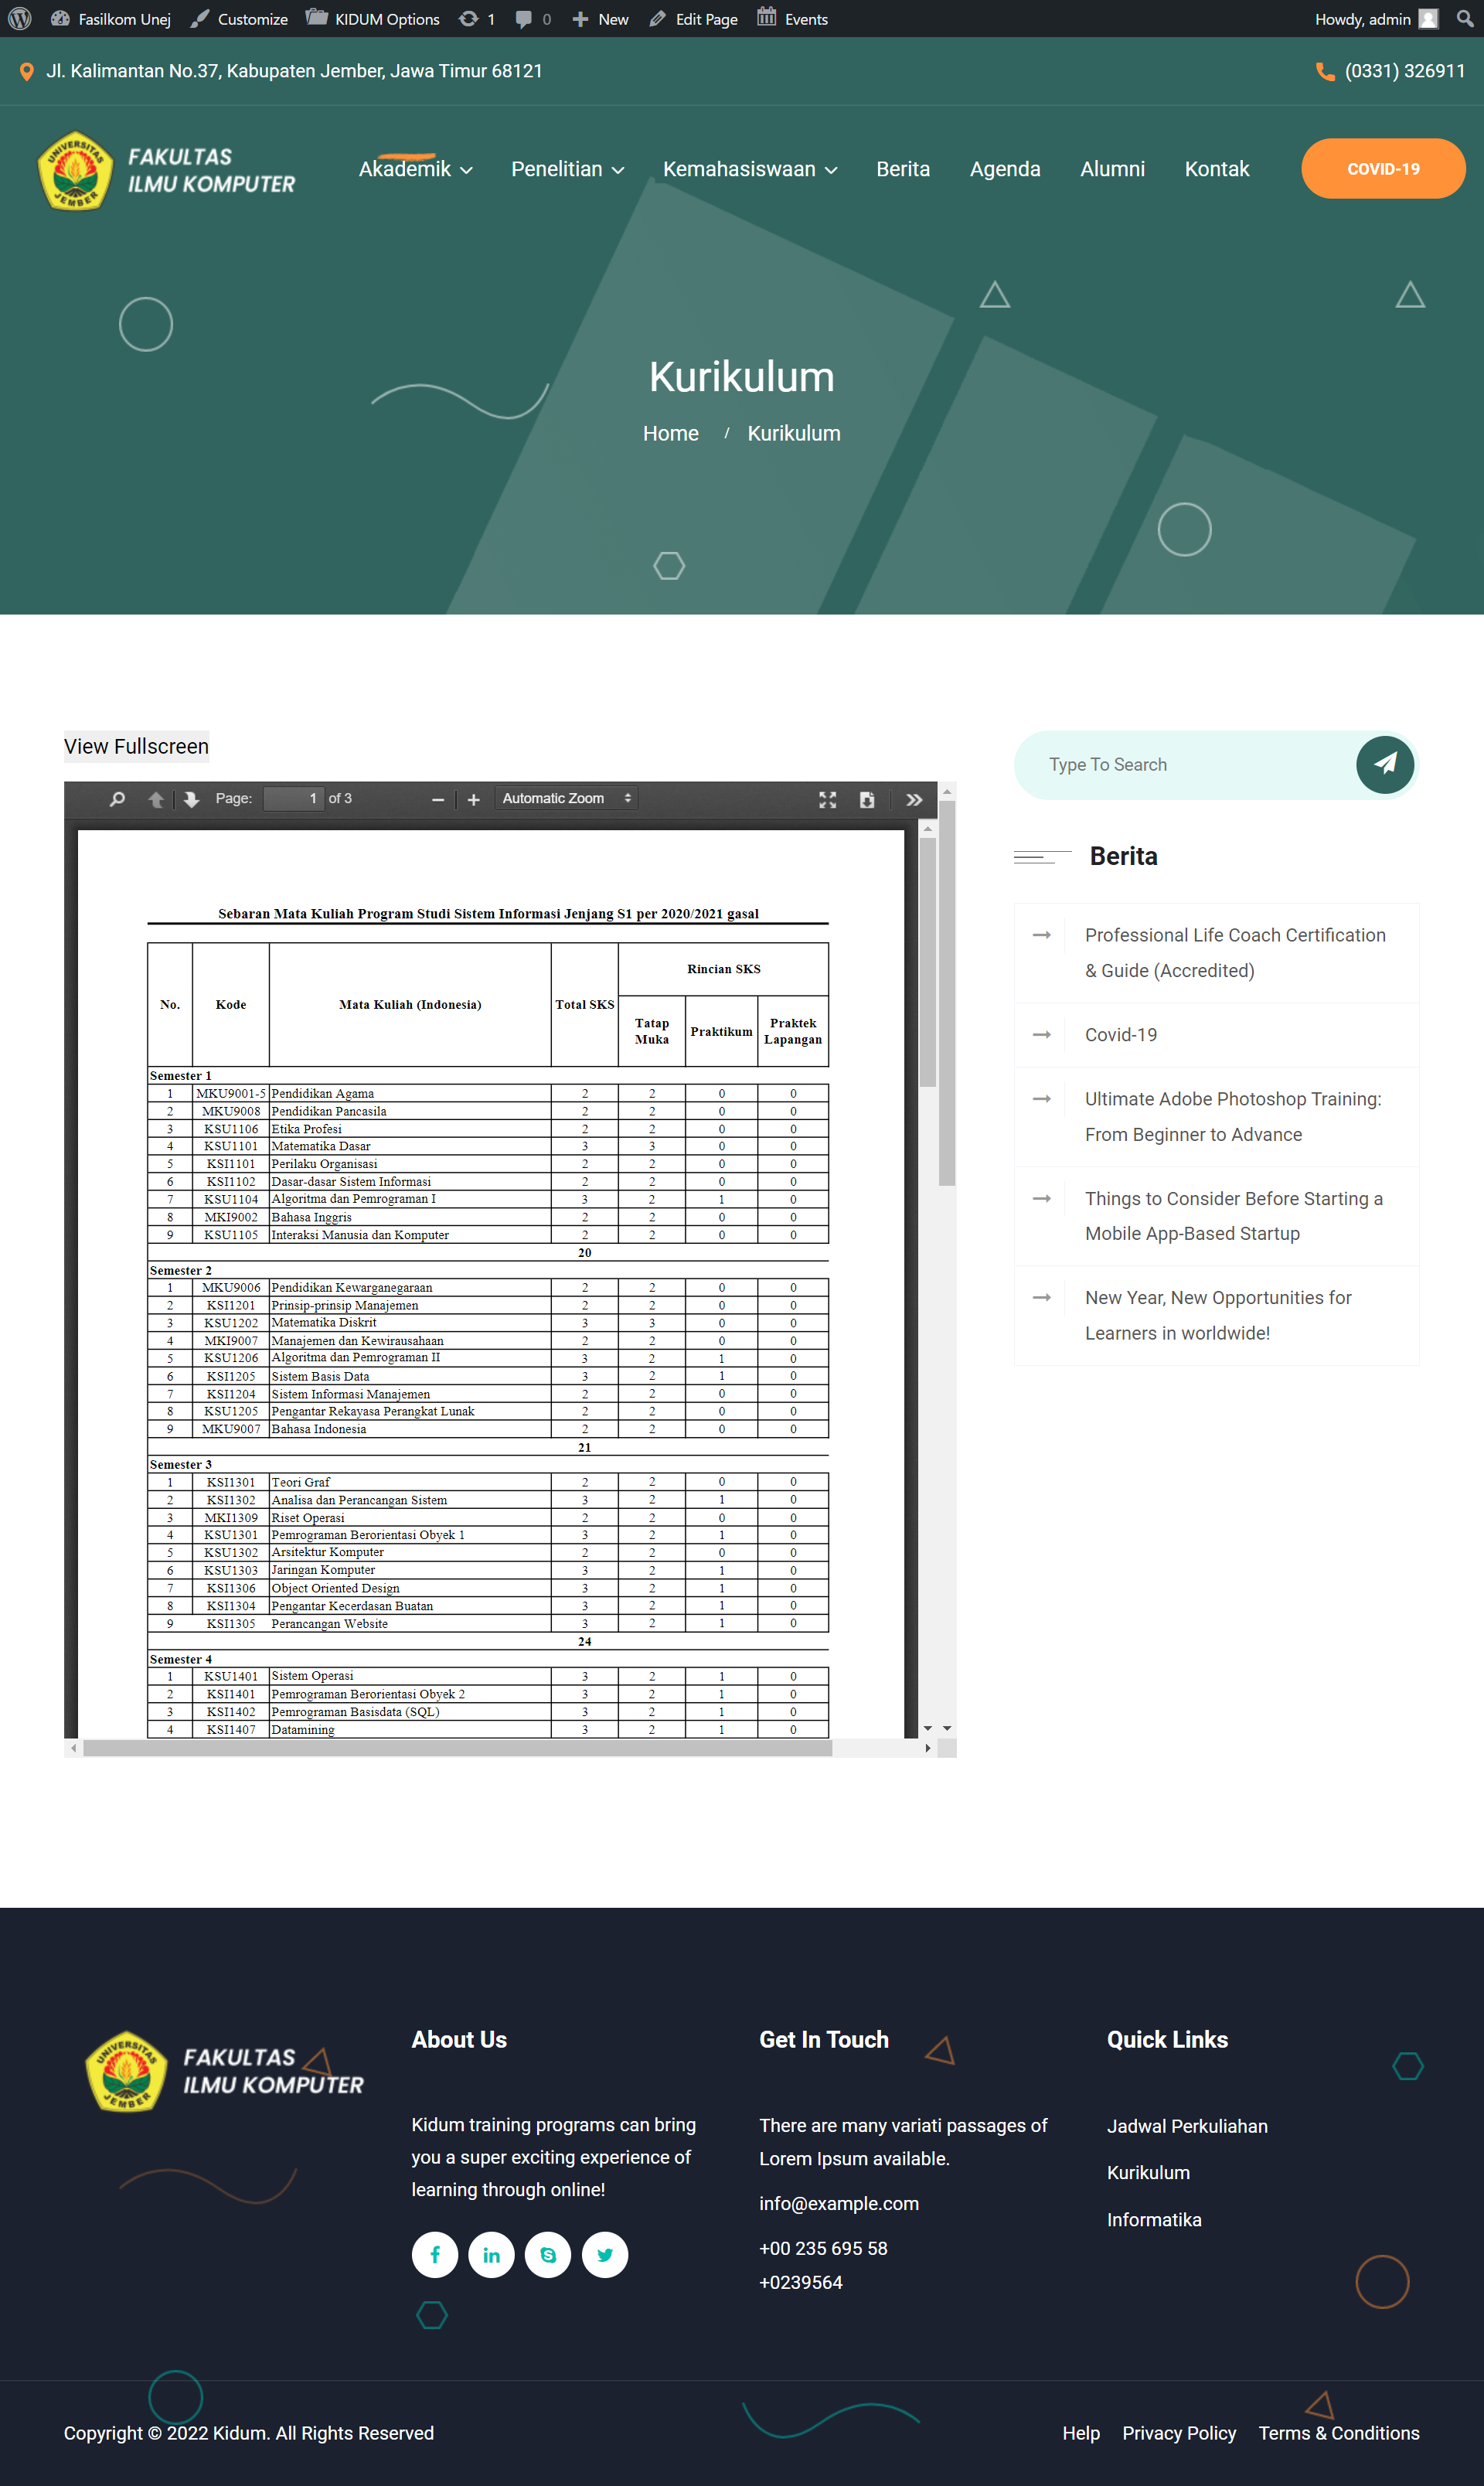 Fasilkom Unej Customize KIDUM Options 1 0 New Edit Page Events Howdy, admin
Jl. Kalimantan No.37, Kabupaten Jember, Jawa Timur 68121 (0331) 326911
UNIVERSITAS JEMBER
FAKULTAS
ILMU KOMPUTER
Akademik Penelitian Kemahasiswaan Berita Agenda Alumni Kontak COVID-19
Kurikulum
Home / Kurikulum
View Fullscreen
Page: 1 of 3 Automatic Zoom
Sebaran Mata Kuliah Program Studi Sistem Informasi Jenjang S1 per 2020/2021 gasal
No. Kode Mata Kuliah (Indonesia) Total SKS Rincian SKS
Tatap Muka Praktikum Praktek Lapangan
Semester 1
1 MKU9001-5 Pendidikan Agama 2 2 0 0
2 MKU9008 Pendidikan Pancasila 2 2 0 0
3 KSU1106 Etika Profesi 2 2 0 0
4 KSU1101 Matematika Dasar 3 3 0 0
5 KSI1101 Perilaku Organisasi 2 2 0 0
6 KSI1102 Dasar-dasar Sistem Informasi 2 2 0 0
7 KSU1104 Algoritma dan Pemrograman I 3 2 1 0
8 MKI9002 Bahasa Inggris 2 2 0 0
9 KSU1105 Interaksi Manusia dan Komputer 2 2 0 0
20
Semester 2
1 MKU9006 Pendidikan Kewarganegaraan 2 2 0 0
2 KSI1201 Prinsip-prinsip Manajemen 2 2 0 0
3 KSU1202 Matematika Diskrit 3 3 0 0
4 MKI9007 Manajemen dan Kewirausahaan 2 2 0 0
5 KSU1206 Algoritma dan Pemrograman II 3 2 1 0
6 KSI1205 Sistem Basis Data 3 2 1 0
7 KSI1204 Sistem Informasi Manajemen 2 2 0 0
8 KSU1205 Pengantar Rekayasa Perangkat Lunak 2 2 0 0
9 MKU9007 Bahasa Indonesia 2 2 0 0
21
Semester 3
1 KSI1301 Teori Graf 2 2 0 0
2 KSI1302 Analisa dan Perancangan Sistem 3 2 1 0
3 MKI1309 Riset Operasi 2 2 0 0
4 KSU1301 Pemrograman Berorientasi Obyek 1 3 2 1 0
5 KSU1302 Arsitektur Komputer 2 2 0 0
6 KSU1303 Jaringan Komputer 3 2 1 0
7 KSI1306 Object Oriented Design 3 2 1 0
8 KSI1304 Pengantar Kecerdasan Buatan 3 2 1 0
9 KSI1305 Perancangan Website 3 2 1 0
24
Semester 4
1 KSU1401 Sistem Operasi 3 2 1 0
2 KSI1401 Pemrograman Berorientasi Obyek 2 3 2 1 0
3 KSI1402 Pemrograman Basisdata (SQL) 3 2 1 0
4 KSI1407 Datamining 3 2 1 0
Type To Search
Berita
Professional Life Coach Certification
& Guide (Accredited)
Covid-19
Ultimate Adobe Photoshop Training:
From Beginner to Advance
Things to Consider Before Starting a
Mobile App-Based Startup
New Year, New Opportunities for
Learners in worldwide!
UNIVERSITAS JEMBER
FAKULTAS
ILMU KOMPUTER
About Us
Kidum training programs can bring
you a super exciting experience of
learning through online!
Get In Touch
There are many variati passages of
Lorem Ipsum available.
info@example.com
+00 235 695 58
+0239564
Quick Links
Jadwal Perkuliahan
Kurikulum
Informatika
Copyright © 2022 Kidum. All Rights Reserved
Help Privacy Policy Terms & Conditions